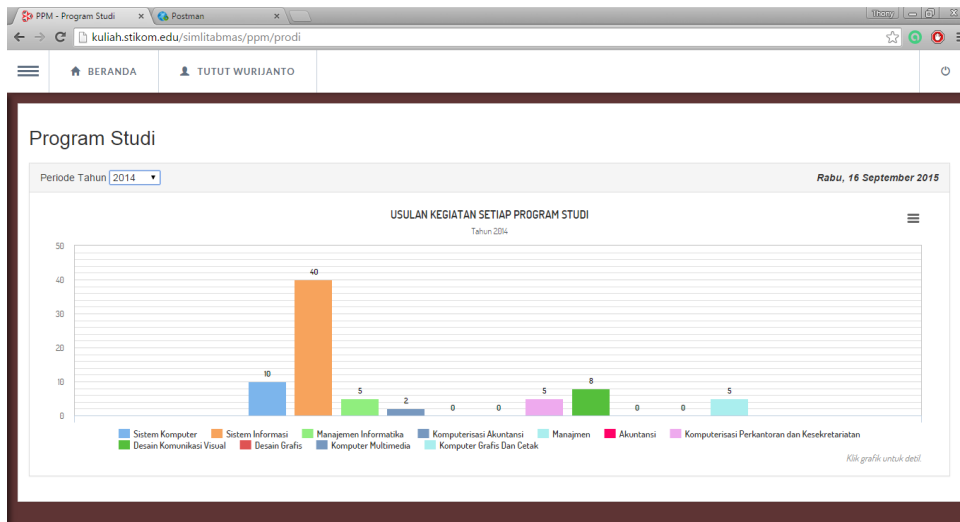 PPM - Program Studi
Postman
Thony
kuliah.stikom.edu/simlitabmas/ppm/prodi
BERANDA
TUTUT WURIJANTO
Program Studi
Periode Tahun 2014
Rabu, 16 September 2015
USULAN KEGIATAN SETIAP PROGRAM STUDI
Tahun 2014
50
40
30
20
10
0
10
40
5
2
0
0
5
8
0
0
5
Sistem Komputer Sistem Informasi Manajemen Informatika Komputerisasi Akuntansi Manajmen Akuntansi Komputerisasi Perkantoran dan Kesekretariatan
Desain Komunikasi Visual Desain Grafis Komputer Multimedia Komputer Grafis Dan Cetak
Klik grafik untuk detil.